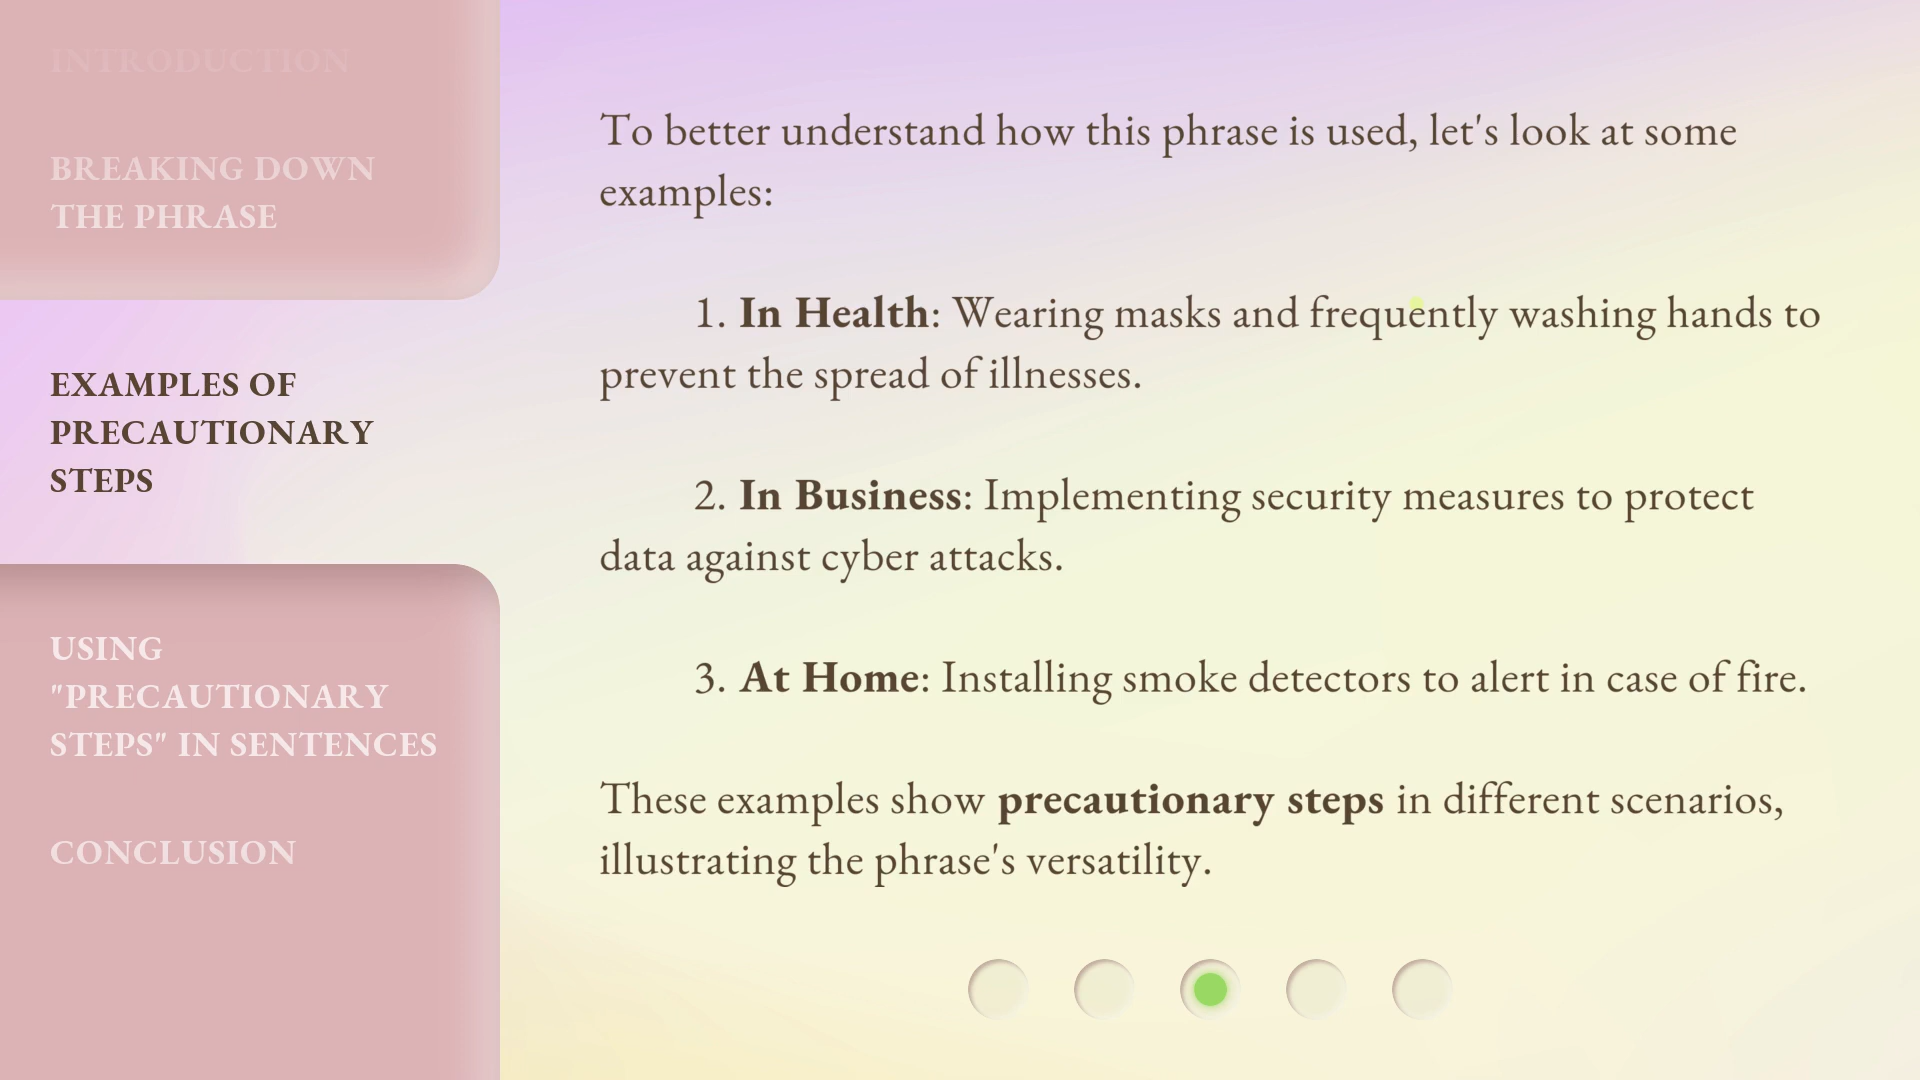 INTRODUCTION
BREAKING DOWN
THE PHRASE
EXAMPLES OF
PRECAUTIONARY
STEPS
USING
"PRECAUTIONARY
STEPS" IN SENTENCES
CONCLUSION
To better understand how this phrase is used, let's look at some
examples:
1. In Health: Wearing masks and frequently washing hands to
prevent the spread of illnesses.
2. In Business: Implementing security measures to protect
data against cyber attacks.
3. At Home: Installing smoke detectors to alert in case of fire.
These examples show precautionary steps in different scenarios,
illustrating the phrase's versatility.